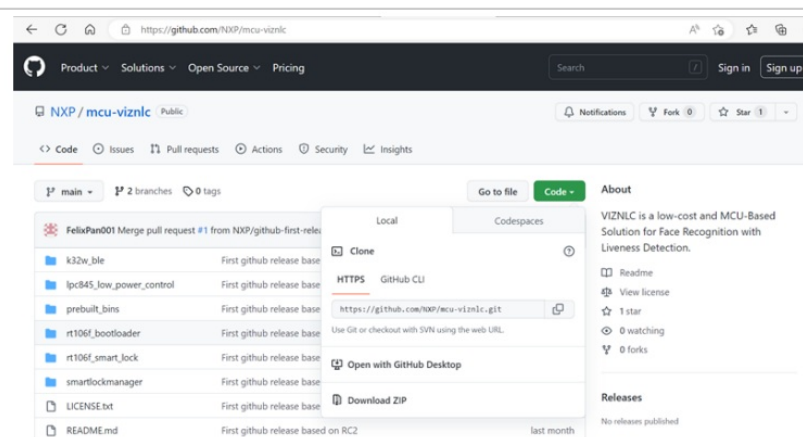 https://github.com/NXP/mcu-viznlc
Product Solutions Open Source Pricing
Search / Sign in Sign up
NXP / mcu-viznlc Public
Notifications Fork 0 Star 1
Code Issues Pull requests Actions Security Insights
main 2 branches 0 tags Go to file Code
FelixPan001 Merge pull request #1 from NXP/github-first-relea
k32w_ble First github release base
lpc845_low_power_control First github release base
prebuilt_bins First github release base
rt106f_bootloader First github release base
rt106f_smart_lock First github release base
smartlockmanager First github release base
LICENSE.txt First github release base
README.md First github release based on RC2 last month
Local Codespaces
Clone
HTTPS GitHub CLI
https://github.com/NXP/mcu-viznlc.git
Use Git or checkout with SVN using the web URL.
Open with GitHub Desktop
Download ZIP
About
VIZNLC is a low-cost and MCU-Based
Solution for Face Recognition with
Liveness Detection.
Readme
View license
1 star
0 watching
0 forks
Releases
No releases published